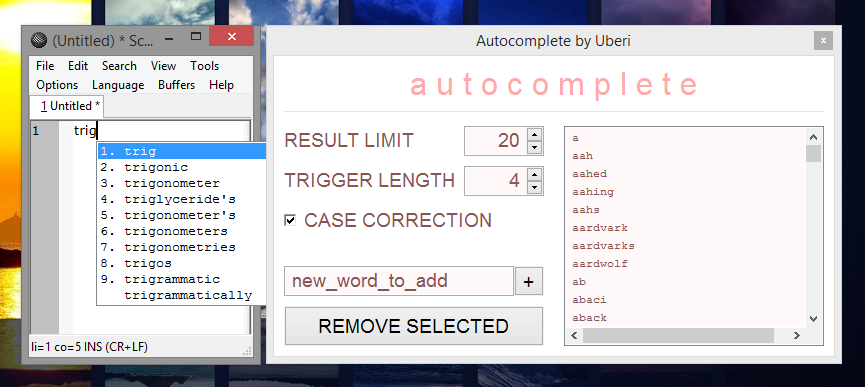 (Untitled) * Sc...
File Edit Search View Tools
Options Language Buffers Help
1 Untitled *
1 trig
1. trig
2. trigonic
3. trigonometer
4. triglyceride's
5. trigonometer's
6. trigonometers
7. trigonometries
8. trigos
9. trigrammatic
trigrammatically
li=1 co=5 INS (CR+LF)
Autocomplete by Uberi
x
autocomplete
RESULT LIMIT 20
TRIGGER LENGTH 4
CASE CORRECTION
new_word_to_add +
REMOVE SELECTED
a
aah
aahed
aahing
aahs
aardvark
aardvarks
aardwolf
ab
abaci
aback